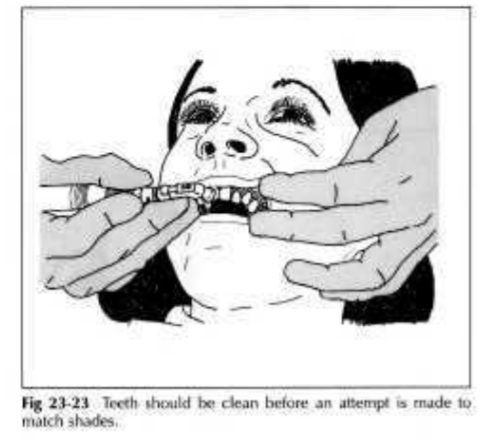 Fig 23-23 Teeth should be clean before an attempt is made to
match shades.